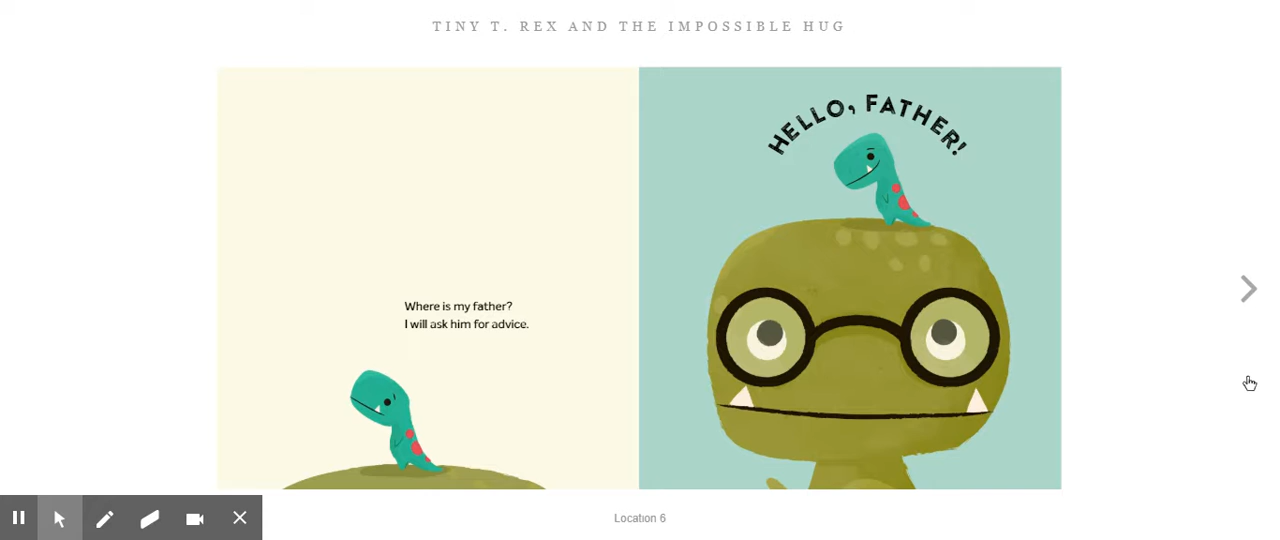 TINY T. REX AND THE IMPOSSIBLE HUG
Where is my father?
I will ask him for advice.
HELLO, FATHER!
Location 6